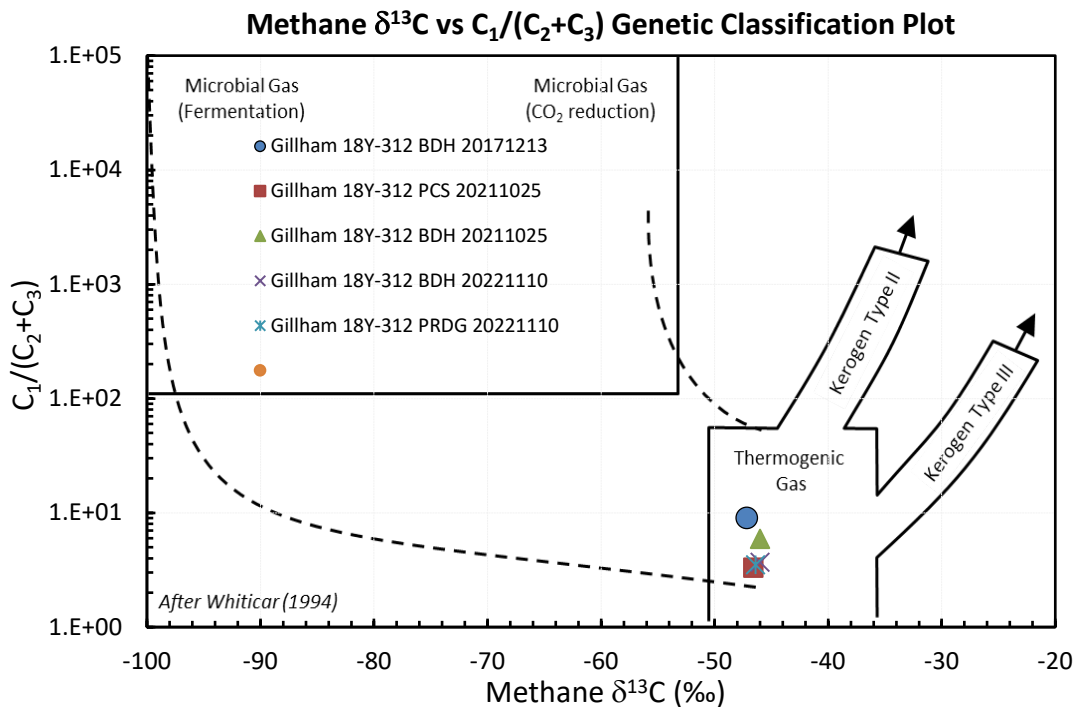 Methane δ¹³C vs C₁/(C₂+C₃) Genetic Classification Plot
C₁/(C₂+C₃)
1.E+05
1.E+04
1.E+03
1.E+02
1.E+01
1.E+00
Microbial Gas
(Fermentation)
Microbial Gas
(CO₂ reduction)
Gillham 18Y-312 BDH 20171213
Gillham 18Y-312 PCS 20211025
Gillham 18Y-312 BDH 20211025
Gillham 18Y-312 BDH 20221110
Gillham 18Y-312 PRDG 20221110
Kerogen Type II
Kerogen Type III
Thermogenic
Gas
After Whiticar (1994)
-100 -90 -80 -70 -60 -50 -40 -30 -20
Methane δ¹³C (‰)